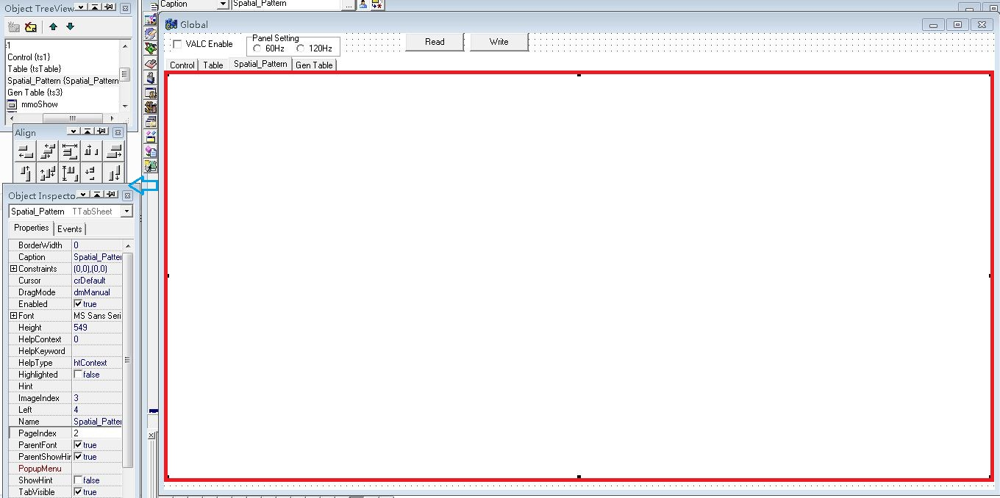 Object TreeView
:1
Control {ts1}
Table {tsTable}
Spatial_Pattern {Spatial_Pattern
Gen Table {ts3}
mmoShow
Align
Object Inspecto
Spatial_Pattern TTabSheet
Properties Events
BorderWidth 0
Caption Spatial_Patter
Constraints (0,0),(0,0)
Cursor crDefault
DragMode dmManual
Enabled true
Font MS Sans Seri
Height 549
HelpContext 0
HelpKeyword
HelpType htContext
Highlighted false
Hint
ImageIndex 3
Left 4
Name Spatial_Patter
PageIndex 2
ParentFont true
ParentShowHin true
PopupMenu
ShowHint false
TabVisible true
Caption Spatial_Pattern ...
Global
VALC Enable
Panel Setting
60Hz 120Hz
Read Write
Control Table Spatial_Pattern Gen Table